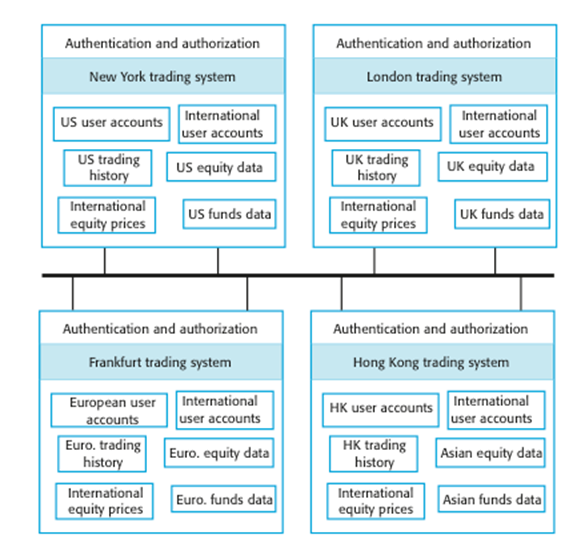 Authentication and authorization
New York trading system
US user accounts
International
user accounts
US trading
history
US equity data
International
equity prices
US funds data
Authentication and authorization
London trading system
UK user accounts
International
user accounts
UK trading
history
UK equity data
International
equity prices
UK funds data
Authentication and authorization
Frankfurt trading system
European user
accounts
International
user accounts
Euro. trading
history
Euro. equity data
International
equity prices
Euro. funds data
Authentication and authorization
Hong Kong trading system
HK user accounts
International
user accounts
HK trading
history
Asian equity data
International
equity prices
Asian funds data